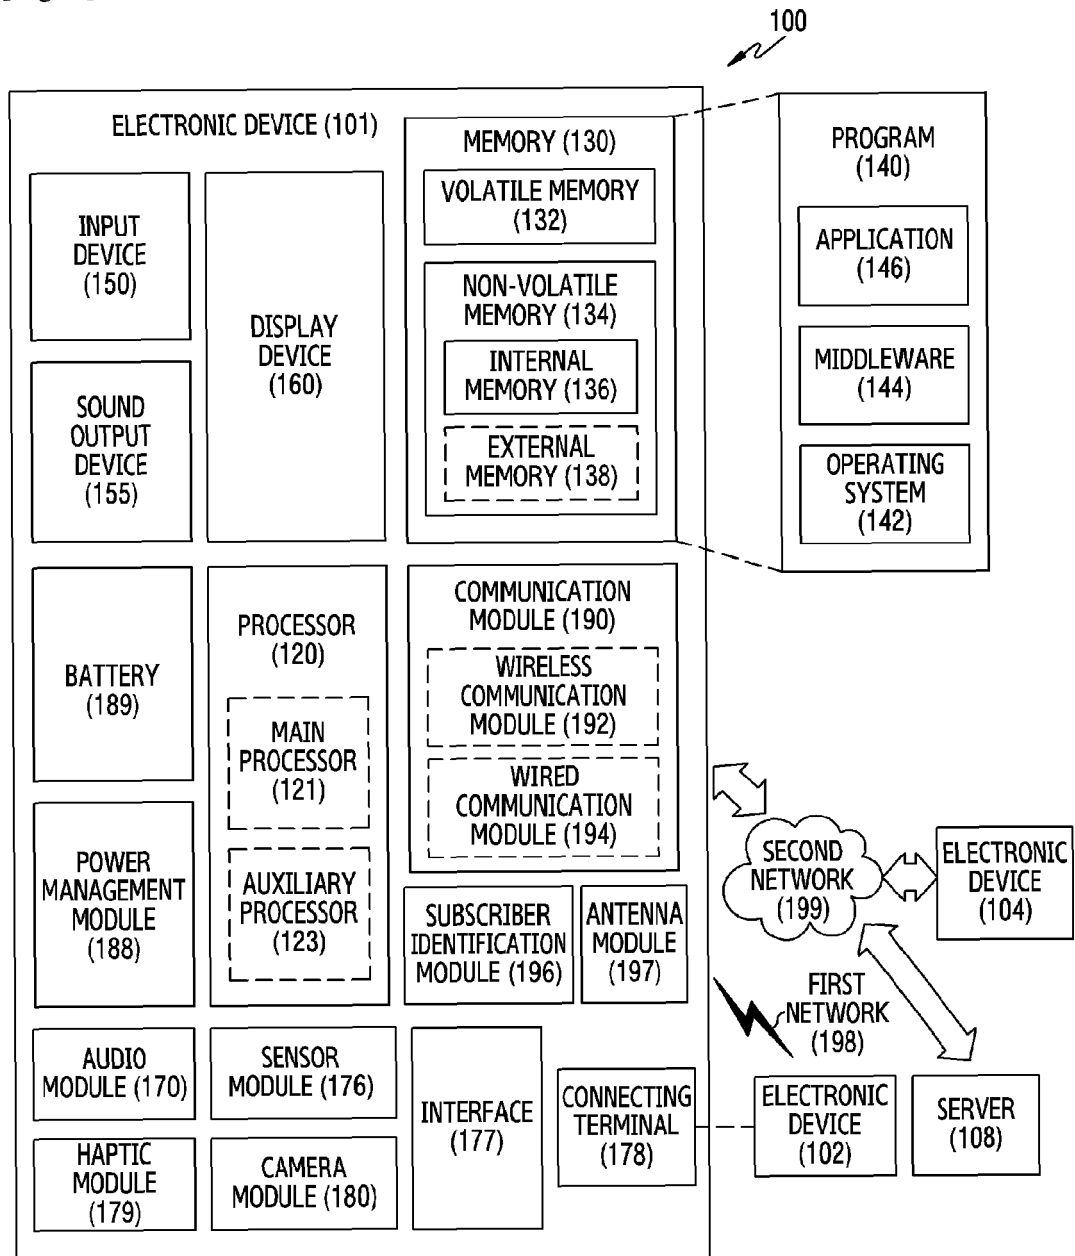 100
ELECTRONIC DEVICE (101)
INPUT
DEVICE
(150)
SOUND
OUTPUT
DEVICE
(155)
DISPLAY
DEVICE
(160)
MEMORY (130)
VOLATILE MEMORY
(132)
NON-VOLATILE
MEMORY (134)
INTERNAL
MEMORY (136)
EXTERNAL
MEMORY (138)
PROGRAM
(140)
APPLICATION
(146)
MIDDLEWARE
(144)
OPERATING
SYSTEM
(142)
BATTERY
(189)
POWER
MANAGEMENT
MODULE
(188)
PROCESSOR
(120)
MAIN
PROCESSOR
(121)
AUXILIARY
PROCESSOR
(123)
COMMUNICATION
MODULE (190)
WIRELESS
COMMUNICATION
MODULE (192)
WIRED
COMMUNICATION
MODULE (194)
SUBSCRIBER
IDENTIFICATION
MODULE (196)
ANTENNA
MODULE
(197)
SECOND
NETWORK
(199)
ELECTRONIC
DEVICE
(104)
FIRST
NETWORK
(198)
AUDIO
MODULE (170)
SENSOR
MODULE (176)
INTERFACE
(177)
CONNECTING
TERMINAL
(178)
ELECTRONIC
DEVICE
(102)
SERVER
(108)
HAPTIC
MODULE
(179)
CAMERA
MODULE (180)